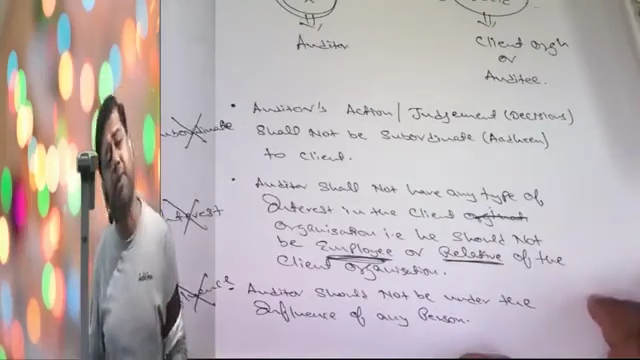 Auditor
Client orgn
or
Auditee.
• Auditor's Action / Judgement (Decisions)
Subordinate
Shall Not be Subordinate (Aadheen)
to client.
• Auditor Shall Not have any type of
Interest
Interest in the Client
organisation i.e he Should Not
be Employee or Relative of the
Client organisation.
Auditor Should Not be under the
Influence of any Person.